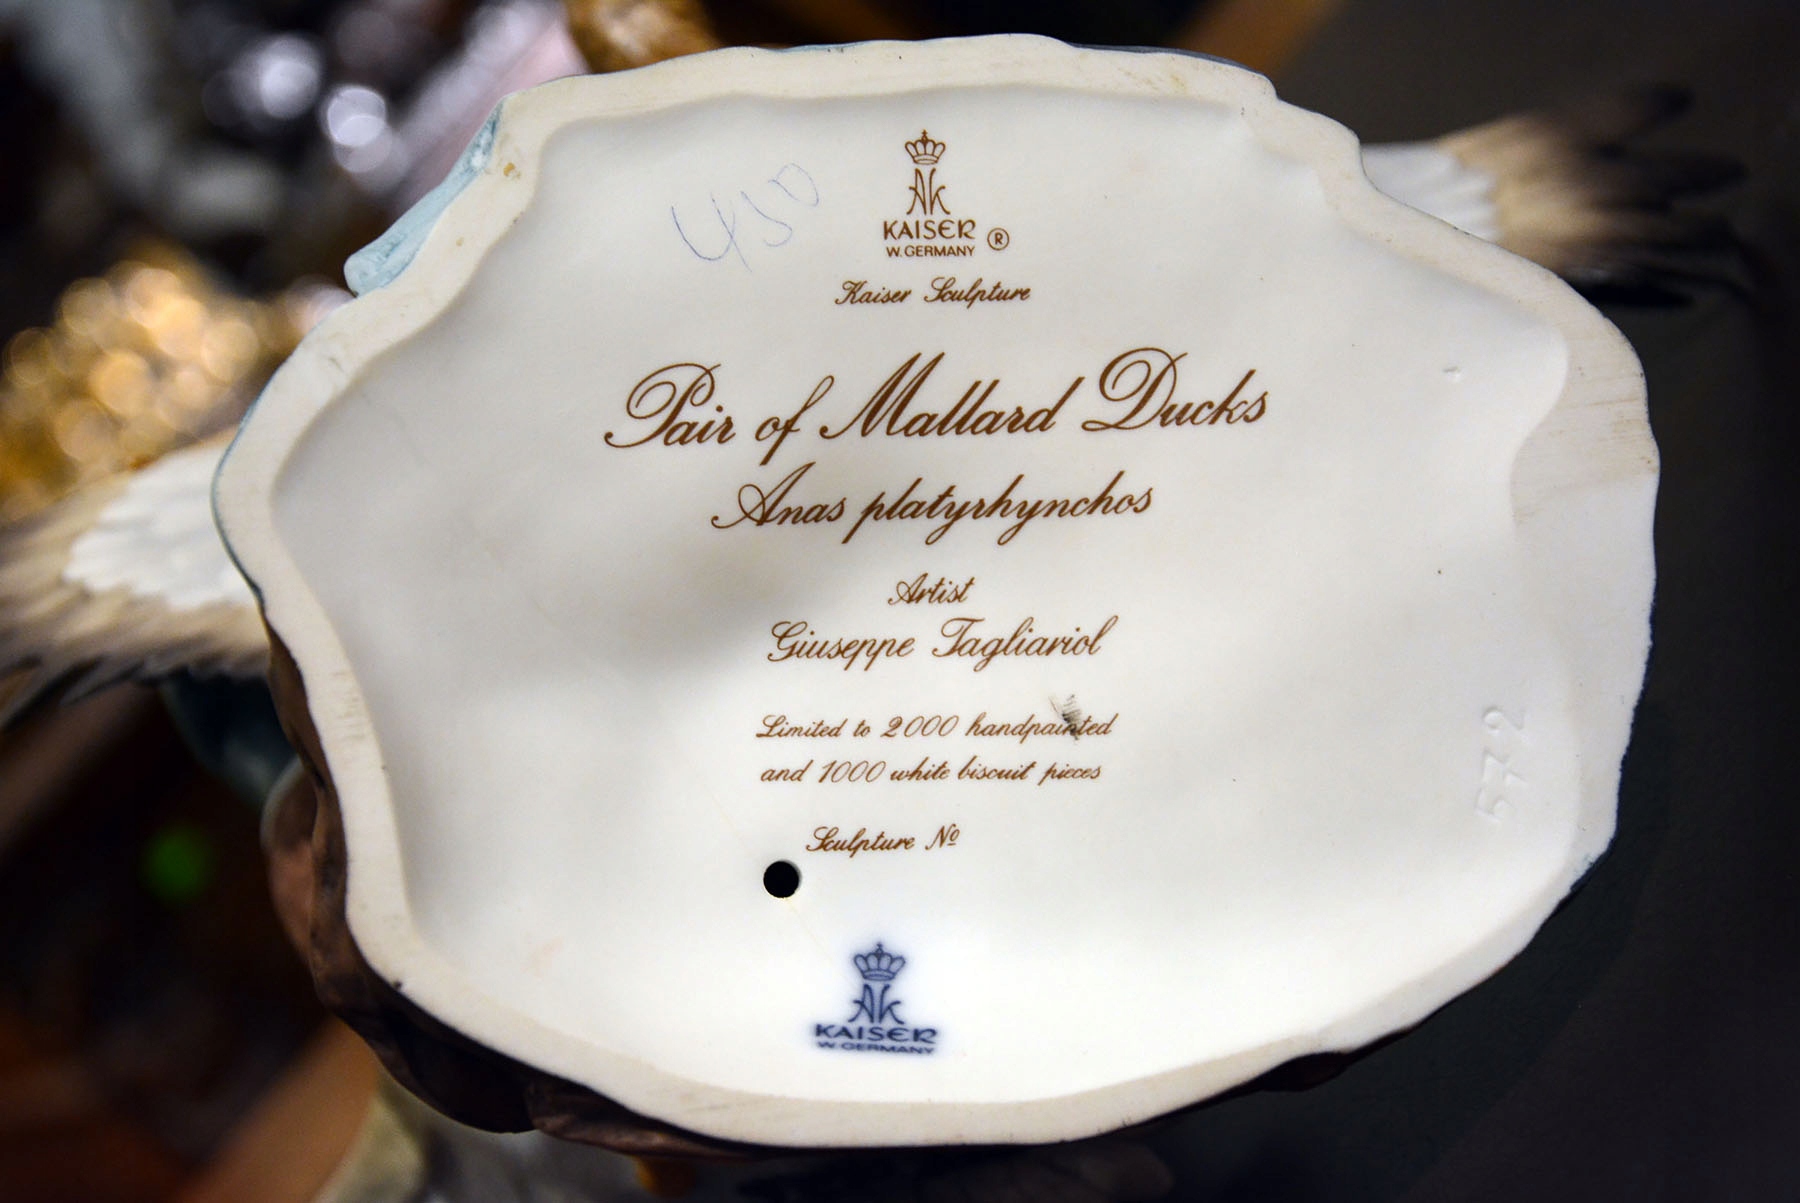 450
AK
KAISER ®
W. GERMANY
Kaiser Sculpture
Pair of Mallard Ducks
Anas platyrhynchos
Artist
Giuseppe Tagliariol
Limited to 2000 handpainted
and 1000 white biscuit pieces
Sculpture Nº
572
AK
KAISER
W. GERMANY